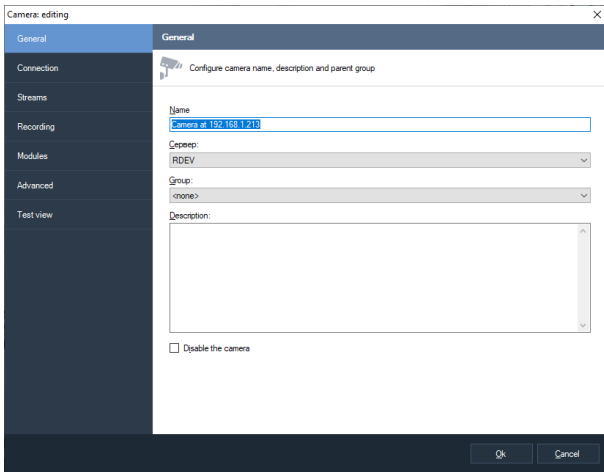 Camera: editing
General
General
Connection
Configure camera name, description and parent group
Streams
Recording
Modules
Advanced
Test view
Name
Camera at 192.168.1.213
Сервер:
RDEV
Group:
<none>
Description:
Disable the camera
Ok
Cancel